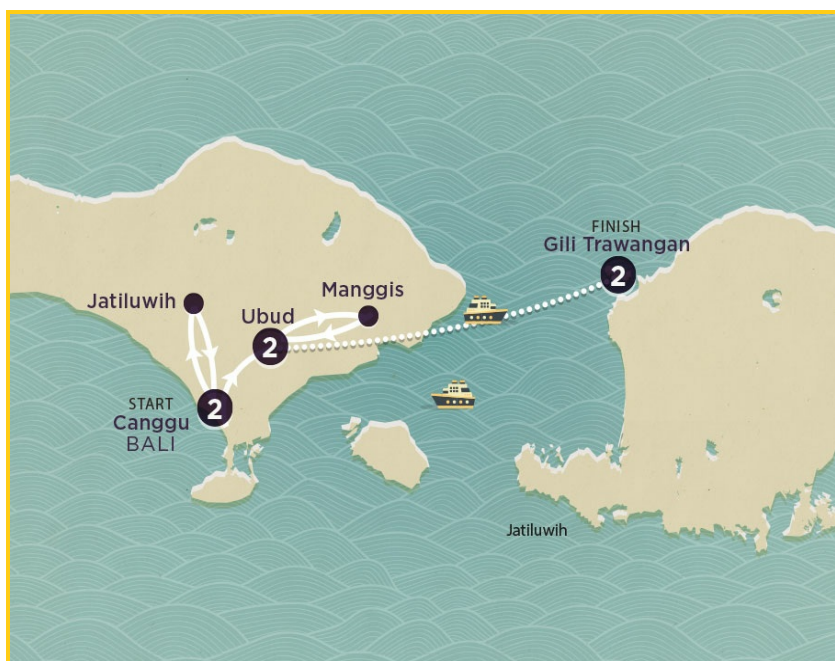 FINISH
Gili Trawangan
2
Manggis
Jatiluwih
Ubud
2
START
2
Canggu
BALI
Jatiluwih